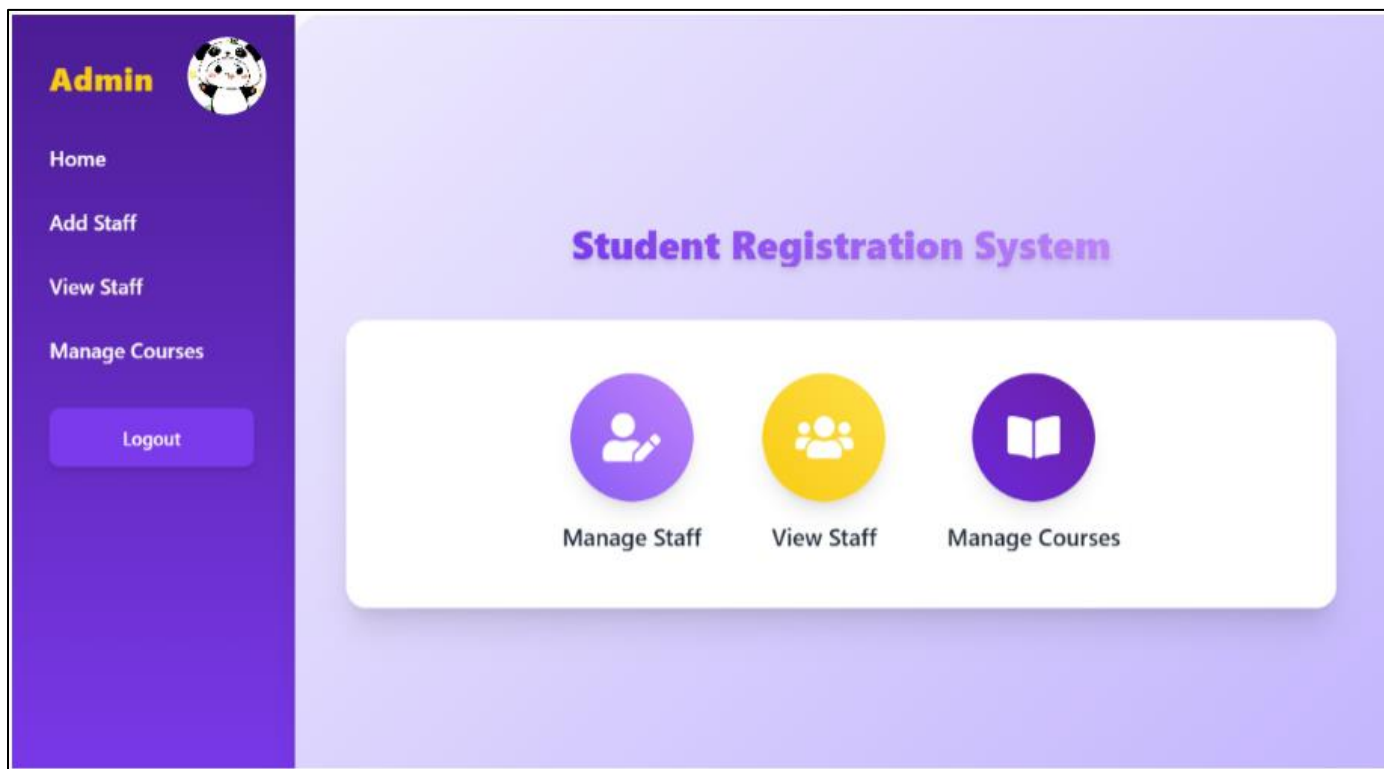 Admin
Home
Add Staff
View Staff
Manage Courses
Logout
Student Registration System
Manage Staff
View Staff
Manage Courses